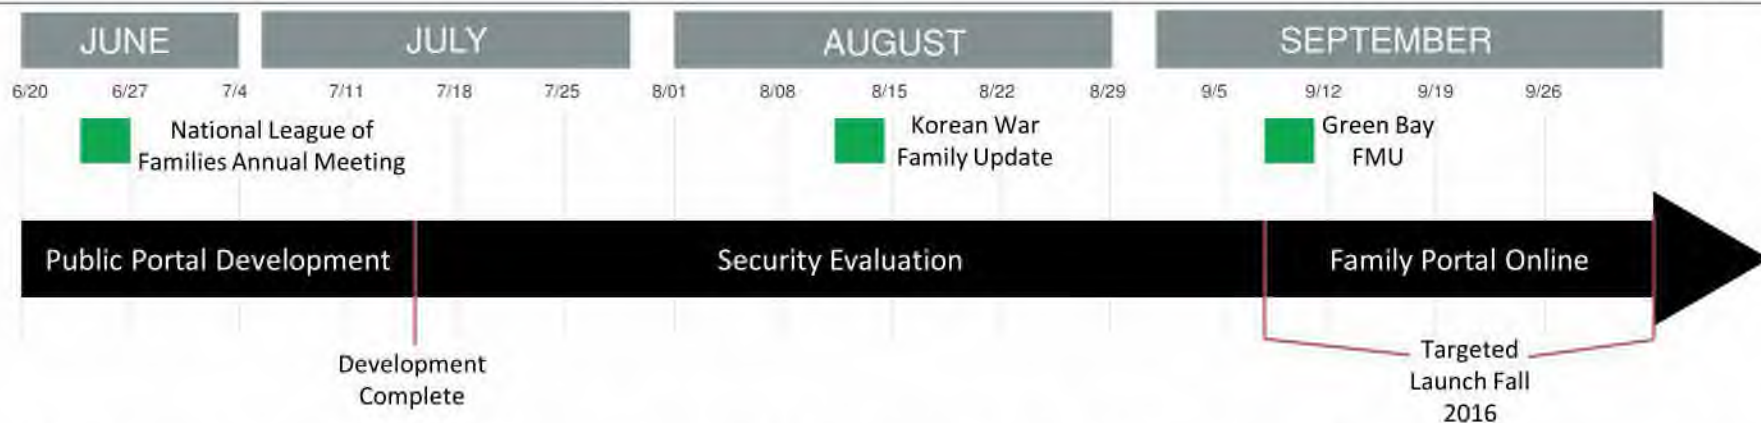 JUNE JULY AUGUST SEPTEMBER
6/20 6/27 7/4 7/11 7/18 7/25 8/01 8/08 8/15 8/22 8/29 9/5 9/12 9/19 9/26
National League of
Families Annual Meeting
Korean War
Family Update
Green Bay
FMU
Public Portal Development Security Evaluation Family Portal Online
Development
Complete
Targeted
Launch Fall
2016